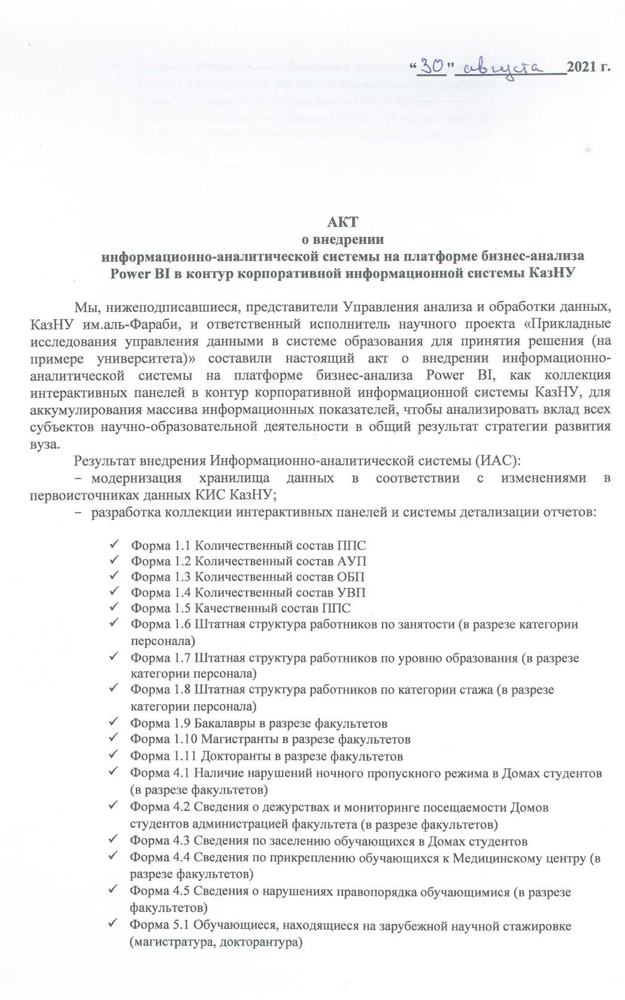 “30" августа 2021 г.
АКТ
о внедрении
информационно-аналитической системы на платформе бизнес-анализа
Power BI в контур корпоративной информационной системы КазНУ
Мы, нижеподписавшиеся, представители Управления анализа и обработки данных,
КазНУ им.аль-Фараби, и ответственный исполнитель научного проекта «Прикладные
исследования управления данными в системе образования для принятия решения (на
примере университета)» составили настоящий акт о внедрении информационно-
аналитической системы на платформе бизнес-анализа Power BI, как коллекция
интерактивных панелей в контур корпоративной информационной системы КазНУ, для
аккумулирования массива информационных показателей, чтобы анализировать вклад всех
субъектов научно-образовательной деятельности в общий результат стратегии развития
вуза.
Результат внедрения Информационно-аналитической системы (ИАС):
− модернизация хранилища данных в соответствии с изменениями в
первоисточниках данных КИС КазНУ;
− разработка коллекции интерактивных панелей и системы детализации отчетов:
✓ Форма 1.1 Количественный состав ППС
✓ Форма 1.2 Количественный состав АУП
✓ Форма 1.3 Количественный состав ОБП
✓ Форма 1.4 Количественный состав УВП
✓ Форма 1.5 Качественный состав ППС
✓ Форма 1.6 Штатная структура работников по занятости (в разрезе категории
персонала)
✓ Форма 1.7 Штатная структура работников по уровню образования (в разрезе
категории персонала)
✓ Форма 1.8 Штатная структура работников по категории стажа (в разрезе
категории персонала)
✓ Форма 1.9 Бакалавры в разрезе факультетов
✓ Форма 1.10 Магистранты в разрезе факультетов
✓ Форма 1.11 Докторанты в разрезе факультетов
✓ Форма 4.1 Наличие нарушений ночного пропускного режима в Домах студентов
(в разрезе факультетов)
✓ Форма 4.2 Сведения о дежурствах и мониторинге посещаемости Домов
студентов администрацией факультета (в разрезе факультетов)
✓ Форма 4.3 Сведения по заселению обучающихся в Домах студентов
✓ Форма 4.4 Сведения по прикреплению обучающихся к Медицинскому центру (в
разрезе факультетов)
✓ Форма 4.5 Сведения о нарушениях правопорядка обучающимися (в разрезе
факультетов)
✓ Форма 5.1 Обучающиеся, находящиеся на зарубежной научной стажировке
(магистратура, докторантура)